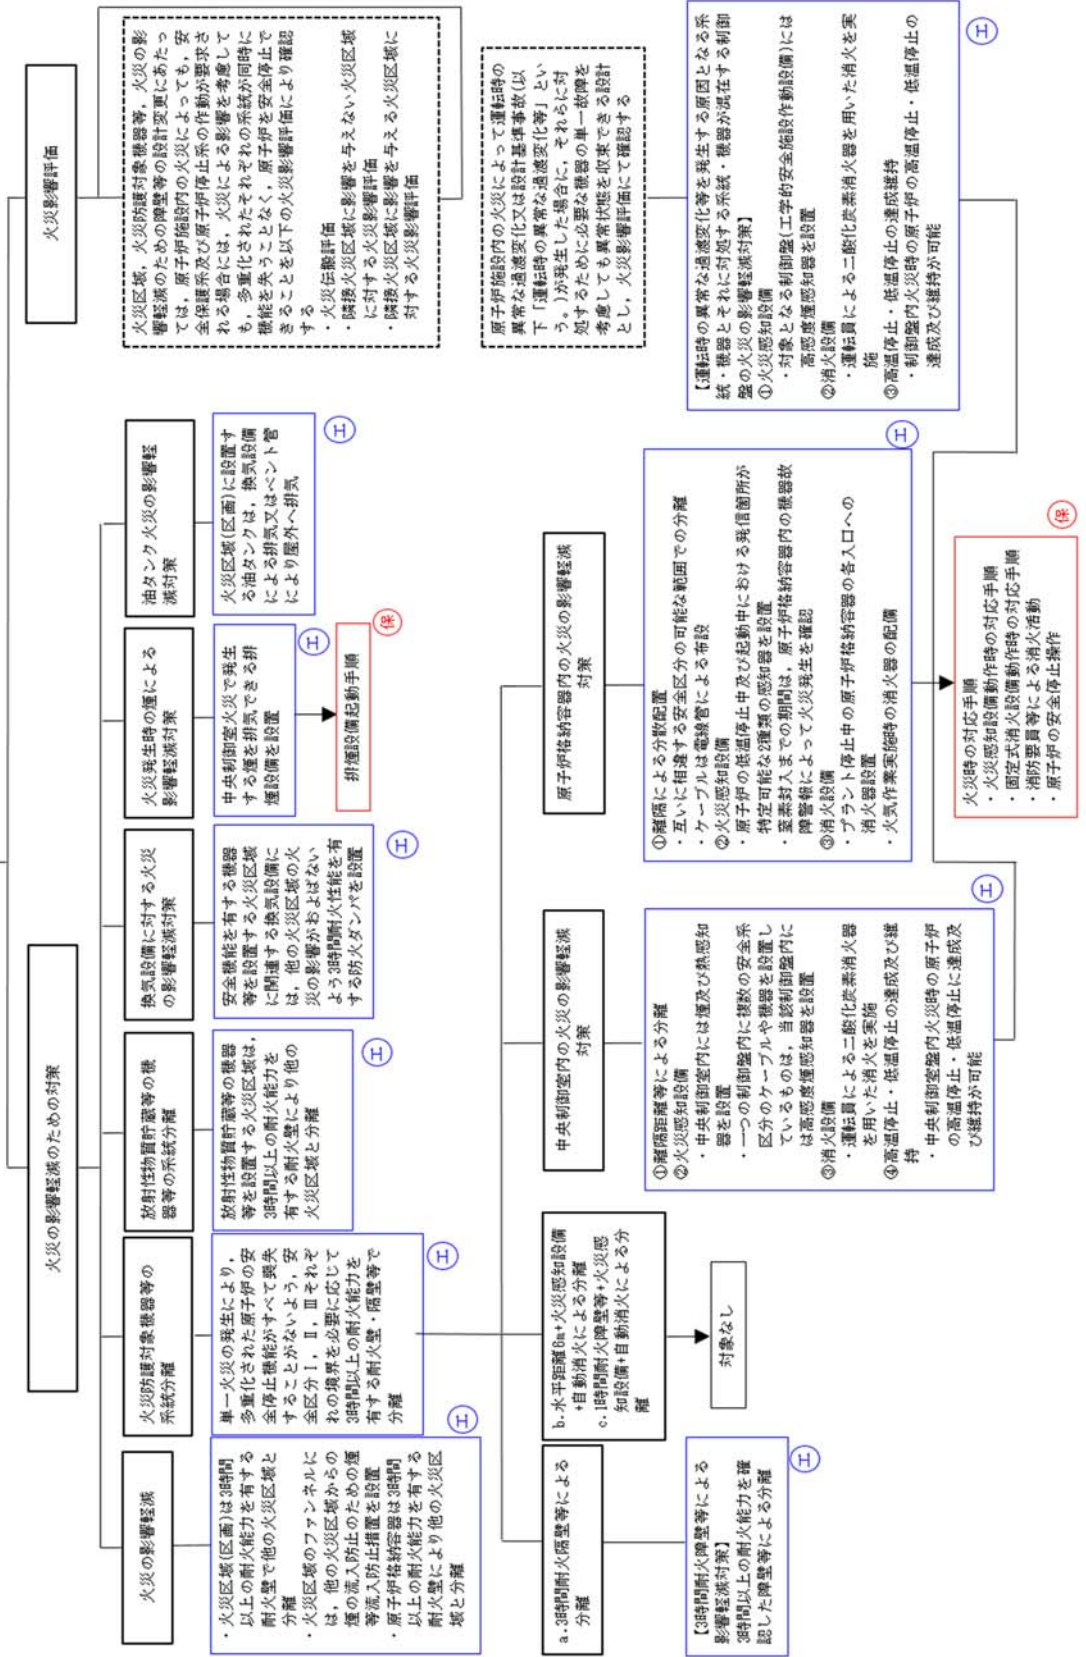 火災の影響軽減のための対策
火災影響評価
火災の影響軽減
・火災区域(区画)は3時間
以上の耐火能力を有する
耐火壁で他の火災区域と
分離
・火災区域のファンネルに
は，他の火災区域からの
煙の流入防止のための煙
等流入防止措置を設置
・原子炉格納容器は3時間
以上の耐火能力を有する
耐火壁により他の火災区
域と分離
エ
火災防護対象機器等の
系統分離
単一火災の発生により，
多重化された原子炉の安
全停止機能がすべて喪失
することがないよう，安
全区分Ⅰ，Ⅱ，Ⅲそれぞ
れの境界を必要に応じて
3時間以上の耐火能力を
有する耐火壁・隔壁等で
分離
エ
放射性物質貯蔵等の機
器等の系統分離
放射性物質貯蔵等の機器
等を設置する火災区域は，
3時間以上の耐火能力を
有する耐火壁により他の
火災区域と分離
エ
換気設備に対する火災
の影響軽減対策
安全機能を有する機器
等を設置する火災区域
に関連する換気設備に
は，他の火災区域の火
災の影響がおよばない
よう3時間耐火性能を有
する防火ダンパを設置
エ
火災発生時の煙による
影響軽減対策
中央制御室火災で発生
する煙を排気できる排
煙設備を設置
エ
排煙設備起動手順
保
油タンク火災の影響軽
減対策
火災区域(区画)に設置す
る油タンクは，換気設備
による排気又はベント管
により屋外へ排気
エ
火災区域，火災防護対象機器等，火災の影
響軽減のための障壁等の設計変更にあたっ
ては，原子炉施設内の火災によっても，安
全保護系及び原子炉停止系の作動が要求さ
れる場合には，火災による影響を考慮して
も，多重化されたそれぞれの系統が同時に
機能を失うことなく，原子炉を安全停止で
きることを以下の火災影響評価により確認
する
・火災伝搬評価
・隣接火災区域に影響を与えない火災区域
に対する火災影響評価
・隣接火災区域に影響を与える火災区域に
対する火災影響評価
a.3時間耐火隔壁等による
分離
【3時間耐火障壁等による
影響軽減対策】
3時間以上の耐火能力を確
認した障壁等による分離
エ
b.水平距離6m+火災感知設備
+自動消火による分離
c.1時間耐火障壁等+火災感
知設備+自動消火による分
離
対象なし
中央制御室内の火災の影響軽減
対策
①離隔距離等による分離
②火災感知設備
・中央制御室内には煙及び熱感知
器を設置
・一つの制御盤内に複数の安全系
区分のケーブルや機器を設置し
ているものは，当該制御盤内に
は高感度煙感知器を設置
③消火設備
・運転員による二酸化炭素消火器
を用いた消火を実施
④高温停止・低温停止の達成及び維
持
・中央制御室盤内火災時の原子炉
の高温停止・低温停止に達成及
び維持が可能
エ
原子炉格納容器内の火災の影響軽減
対策
①離隔による分散配置
・互いに相違する安全区分の可能な範囲での分離
・ケーブルは電線管による布設
②火災感知設備
・原子炉の低温停止中及び起動中における発信箇所が
特定可能な2種類の感知器を設置
・窒素封入までの期間は，原子炉格納容器内の機器故
障警報によって火災発生を確認
③消火設備
・プラント停止中の原子炉格納容器の各入口への
消火器設置
・火気作業実施時の消火器の配備
エ
火災時の対応手順
・火災感知設備動作時の対応手順
・固定式消火設備動作時の対応手順
・消防要員等による消火活動
・原子炉の安全停止操作
保
原子炉施設内の火災によって運転時の
異常な過渡変化又は設計基準事故(以
下「運転時の異常な過渡変化等」とい
う。)が発生した場合に，それらに対
処するために必要な機器の単一故障を
考慮しても異常状態を収束できる設計
とし，火災影響評価にて確認する
【運転時の異常な過渡変化等を発生する原因となる系
統・機器とそれに対処する系統・機器が混在する制御
盤の火災の影響軽減対策】
①火災感知設備
・対象となる制御盤(工学的安全施設作動設備)には
高感度煙感知器を設置
②消火設備
・運転員による二酸化炭素消火器を用いた消火を実
施
③高温停止・低温停止の達成維持
・制御盤内火災時の原子炉の高温停止・低温停止の
達成及び維持が可能
エ